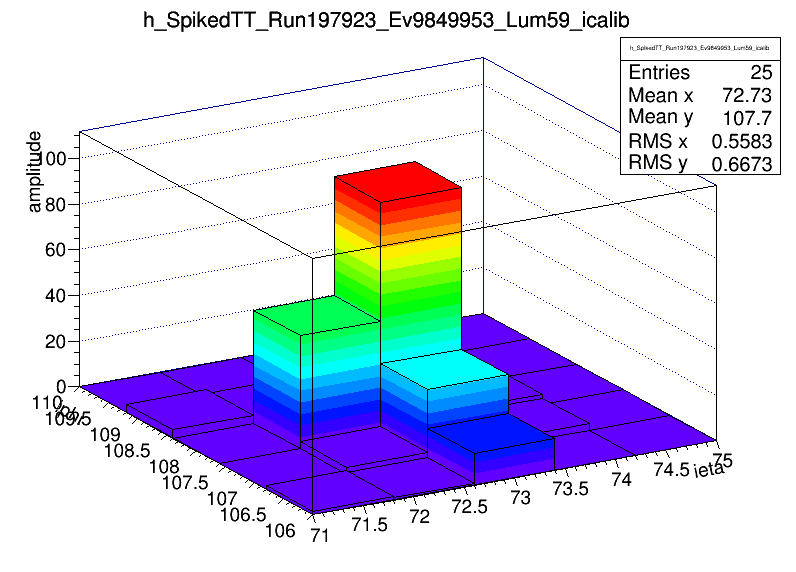 h_SpikedTT_Run197923_Ev9849953_Lum59_icalib
h_SpikedTT_Run197923_Ev9849953_Lum59_icalib
Entries 25
Mean x 72.73
Mean y 107.7
RMS x 0.5583
RMS y 0.6673
amplitude
00
80
60
40
20
0
110
109.5
109
108.5
108
107.5
107
106.5
106
71
71.5
72
72.5
73
73.5
74
74.5
75
ieta